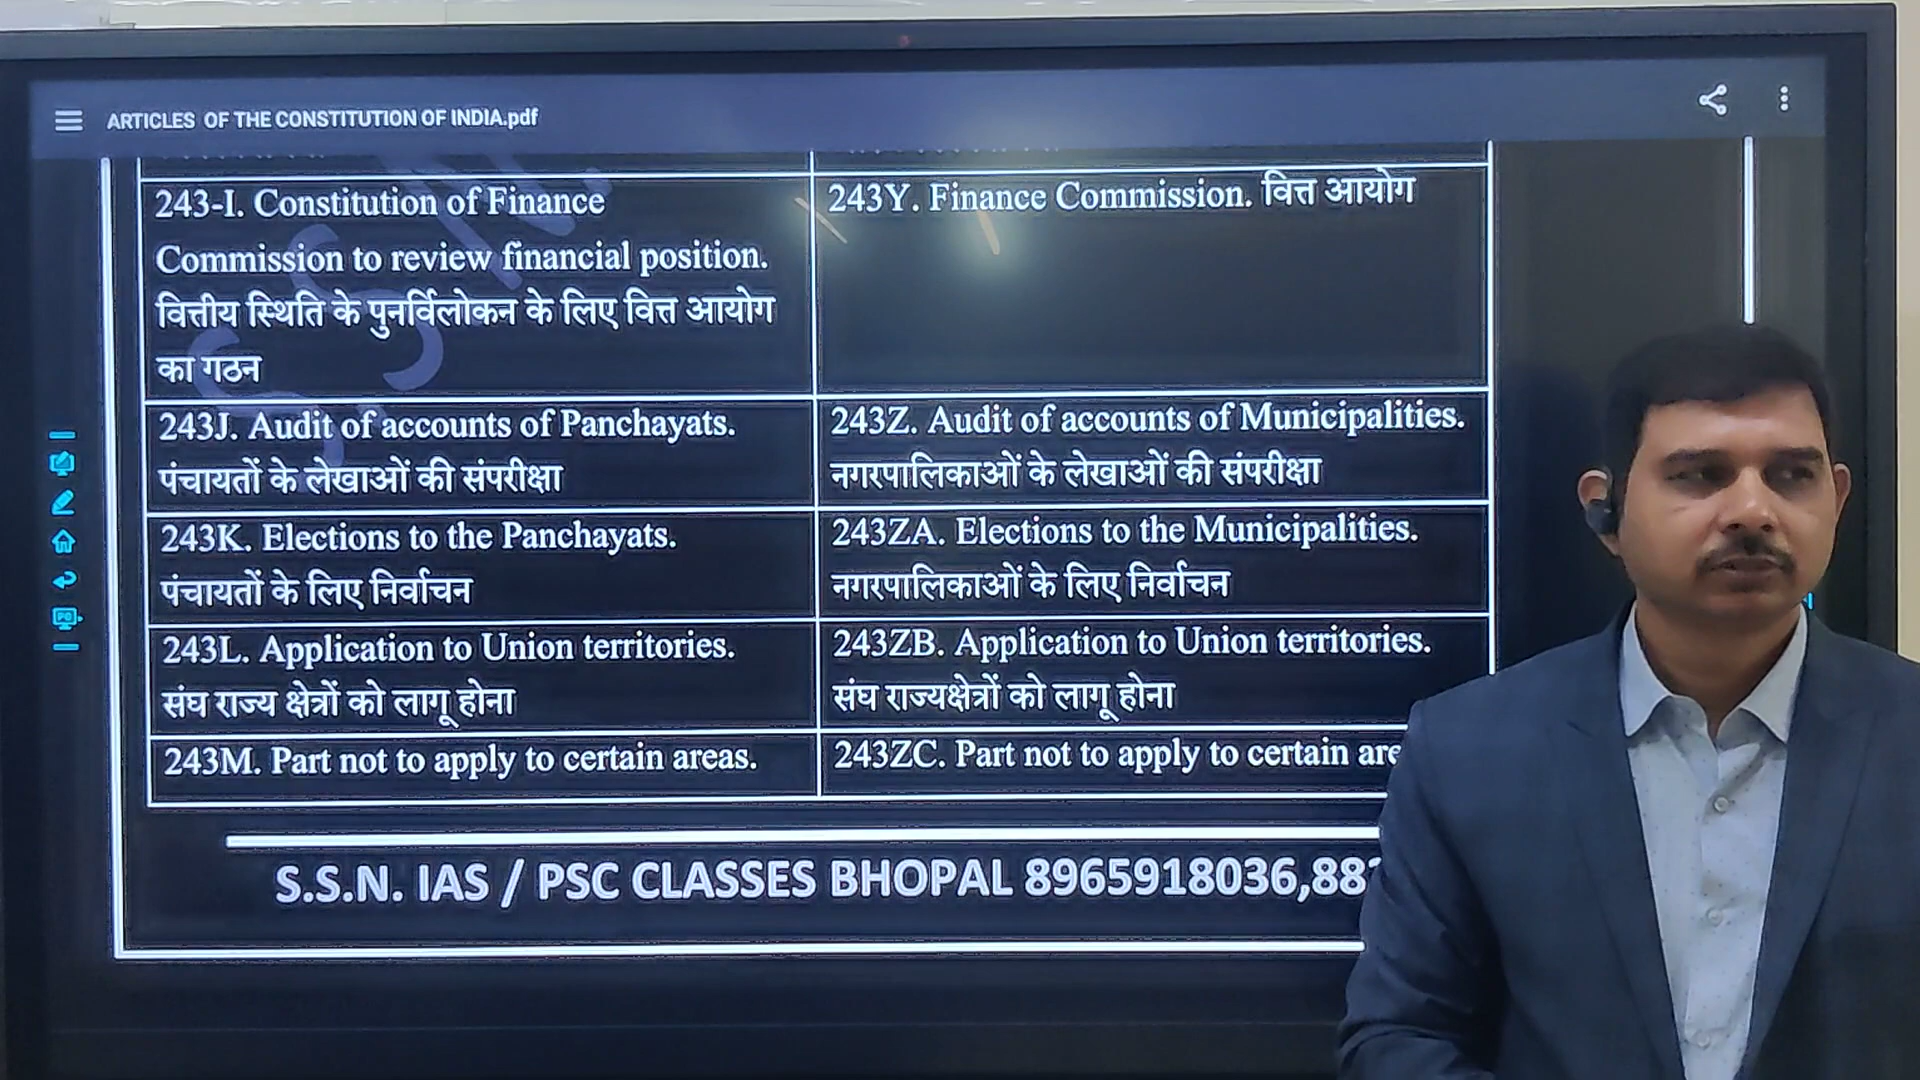 ARTICLES OF THE CONSTITUTION OF INDIA.pdf
243-I. Constitution of Finance
Commission to review financial position.
वित्तीय स्थिति के पुनर्विलोकन के लिए वित्त आयोग
का गठन
243Y. Finance Commission. वित्त आयोग
243J. Audit of accounts of Panchayats.
पंचायतों के लेखाओं की संपरीक्षा
243Z. Audit of accounts of Municipalities.
नगरपालिकाओं के लेखाओं की संपरीक्षा
243K. Elections to the Panchayats.
पंचायतों के लिए निर्वाचन
243ZA. Elections to the Municipalities.
नगरपालिकाओं के लिए निर्वाचन
243L. Application to Union territories.
संघ राज्य क्षेत्रों को लागू होना
243ZB. Application to Union territories.
संघ राज्यक्षेत्रों को लागू होना
243M. Part not to apply to certain areas.
243ZC. Part not to apply to certain are
S.S.N. IAS / PSC CLASSES BHOPAL 8965918036,88